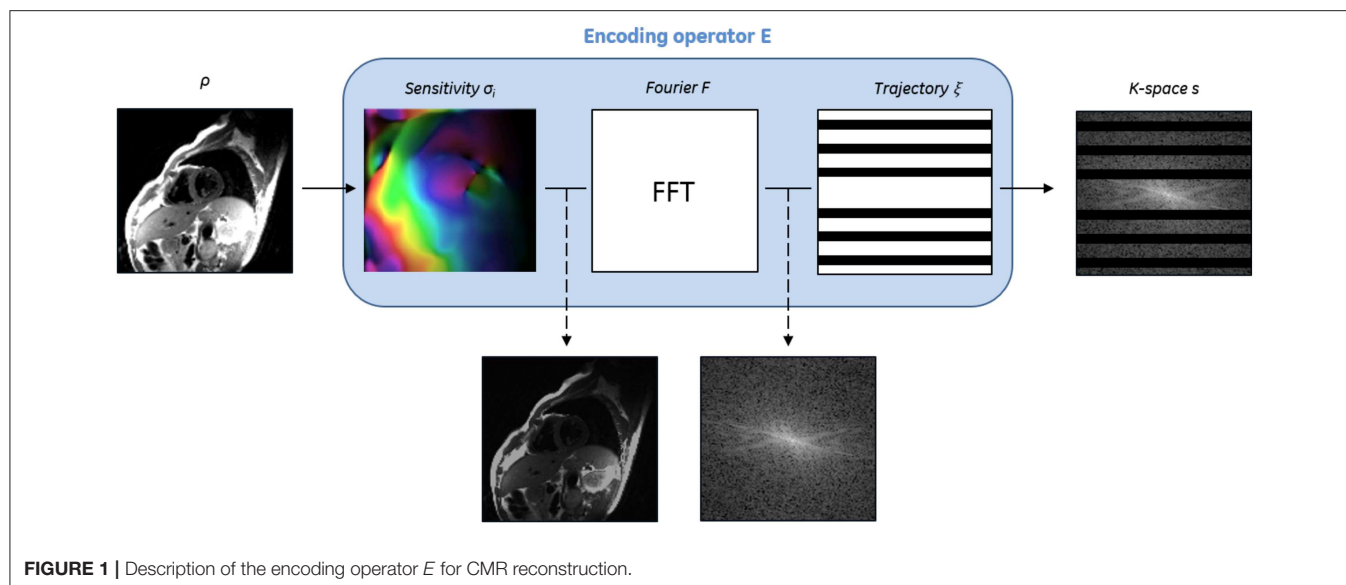 Encoding operator E
ρ
Sensitivity σi
Fourier F
Trajectory ξ
K-space s
FFT
FIGURE 1 | Description of the encoding operator E for CMR reconstruction.